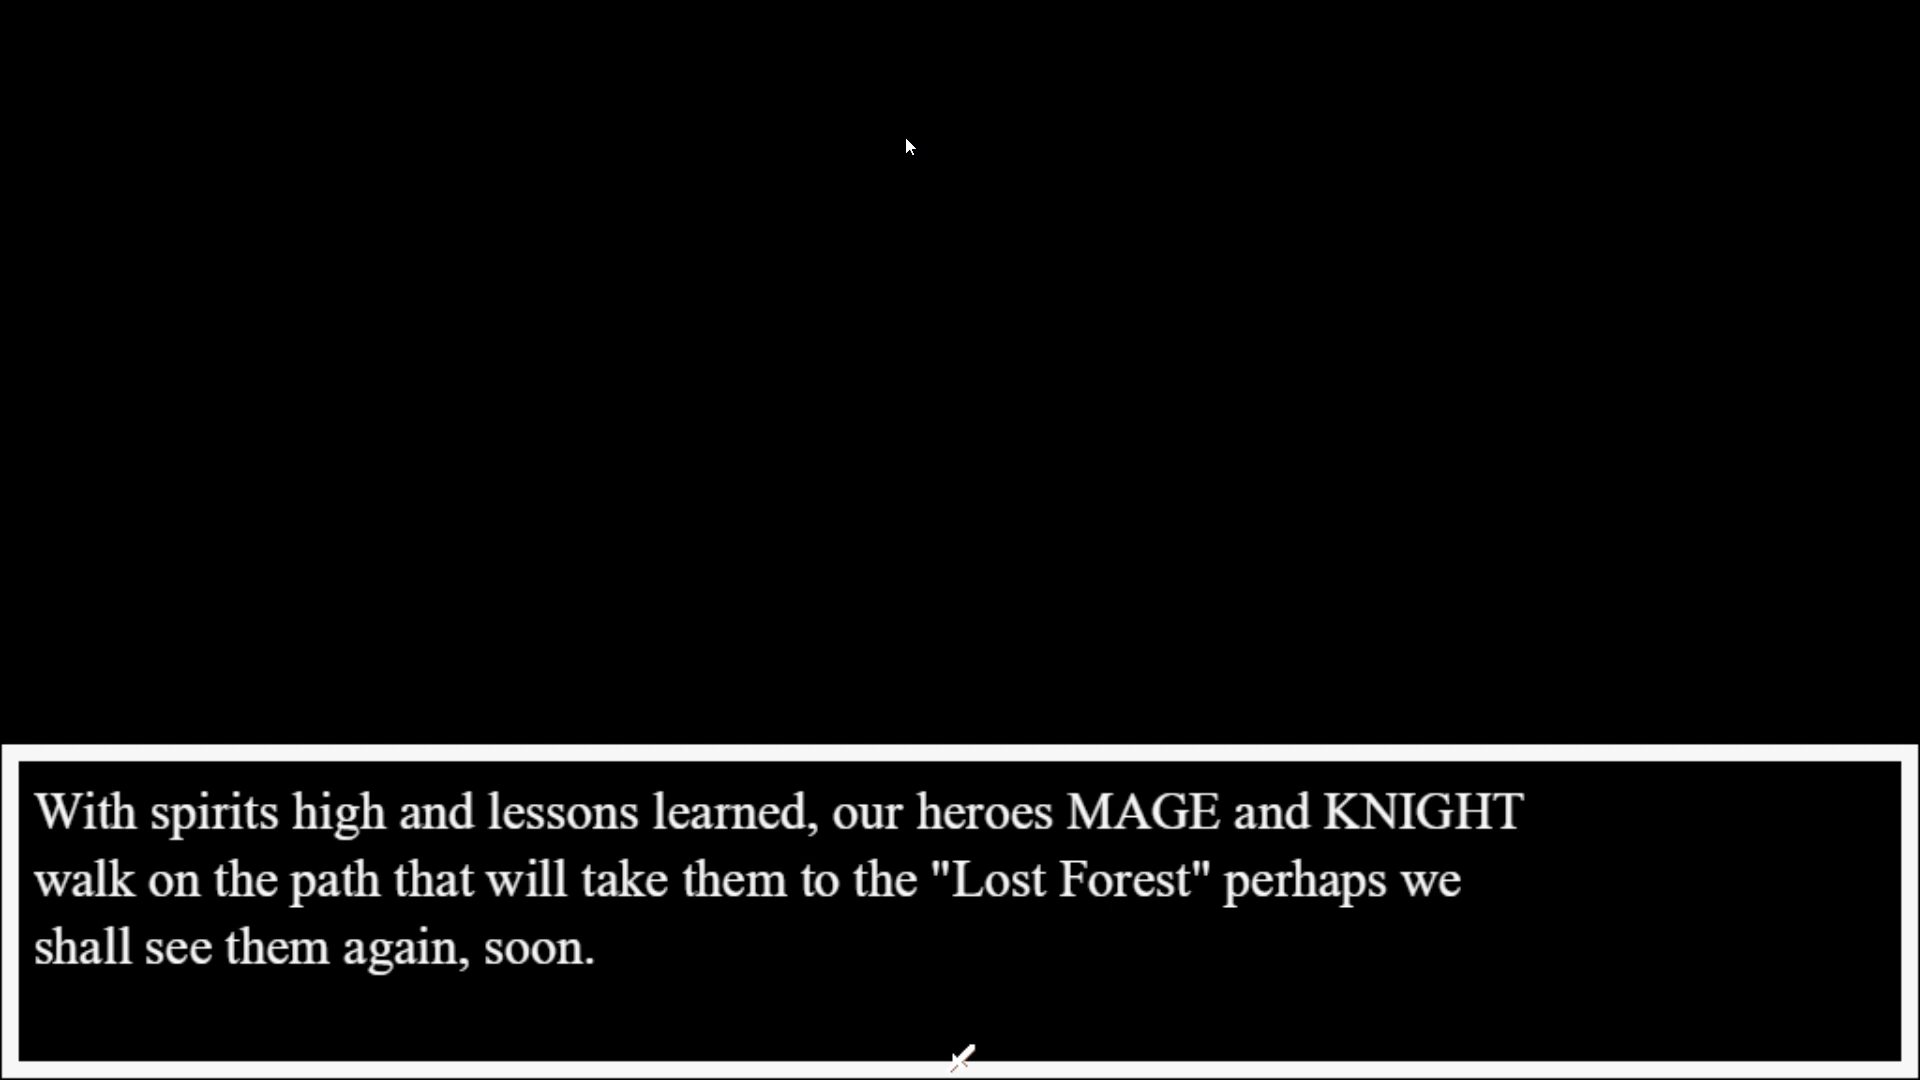 With spirits high and lessons learned, our heroes MAGE and KNIGHT
walk on the path that will take them to the "Lost Forest" perhaps we
shall see them again, soon.